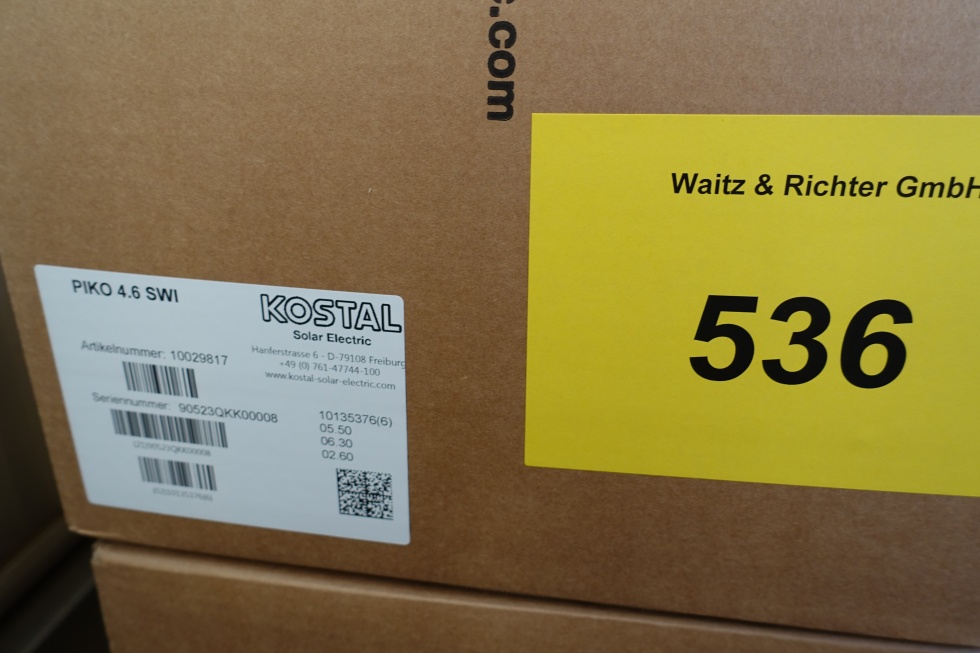 c.com
Waitz & Richter GmbH
536
PIKO 4.6 SWI
KOSTAL
Solar Electric
Hanferstrasse 6 - D-79108 Freiburg
+49 (0) 761-47744-100
www.kostal-solar-electric.com
Artikelnummer: 10029817
Seriennummer: 90523QKK00008
10135376(6)
05.50
06.30
02.60